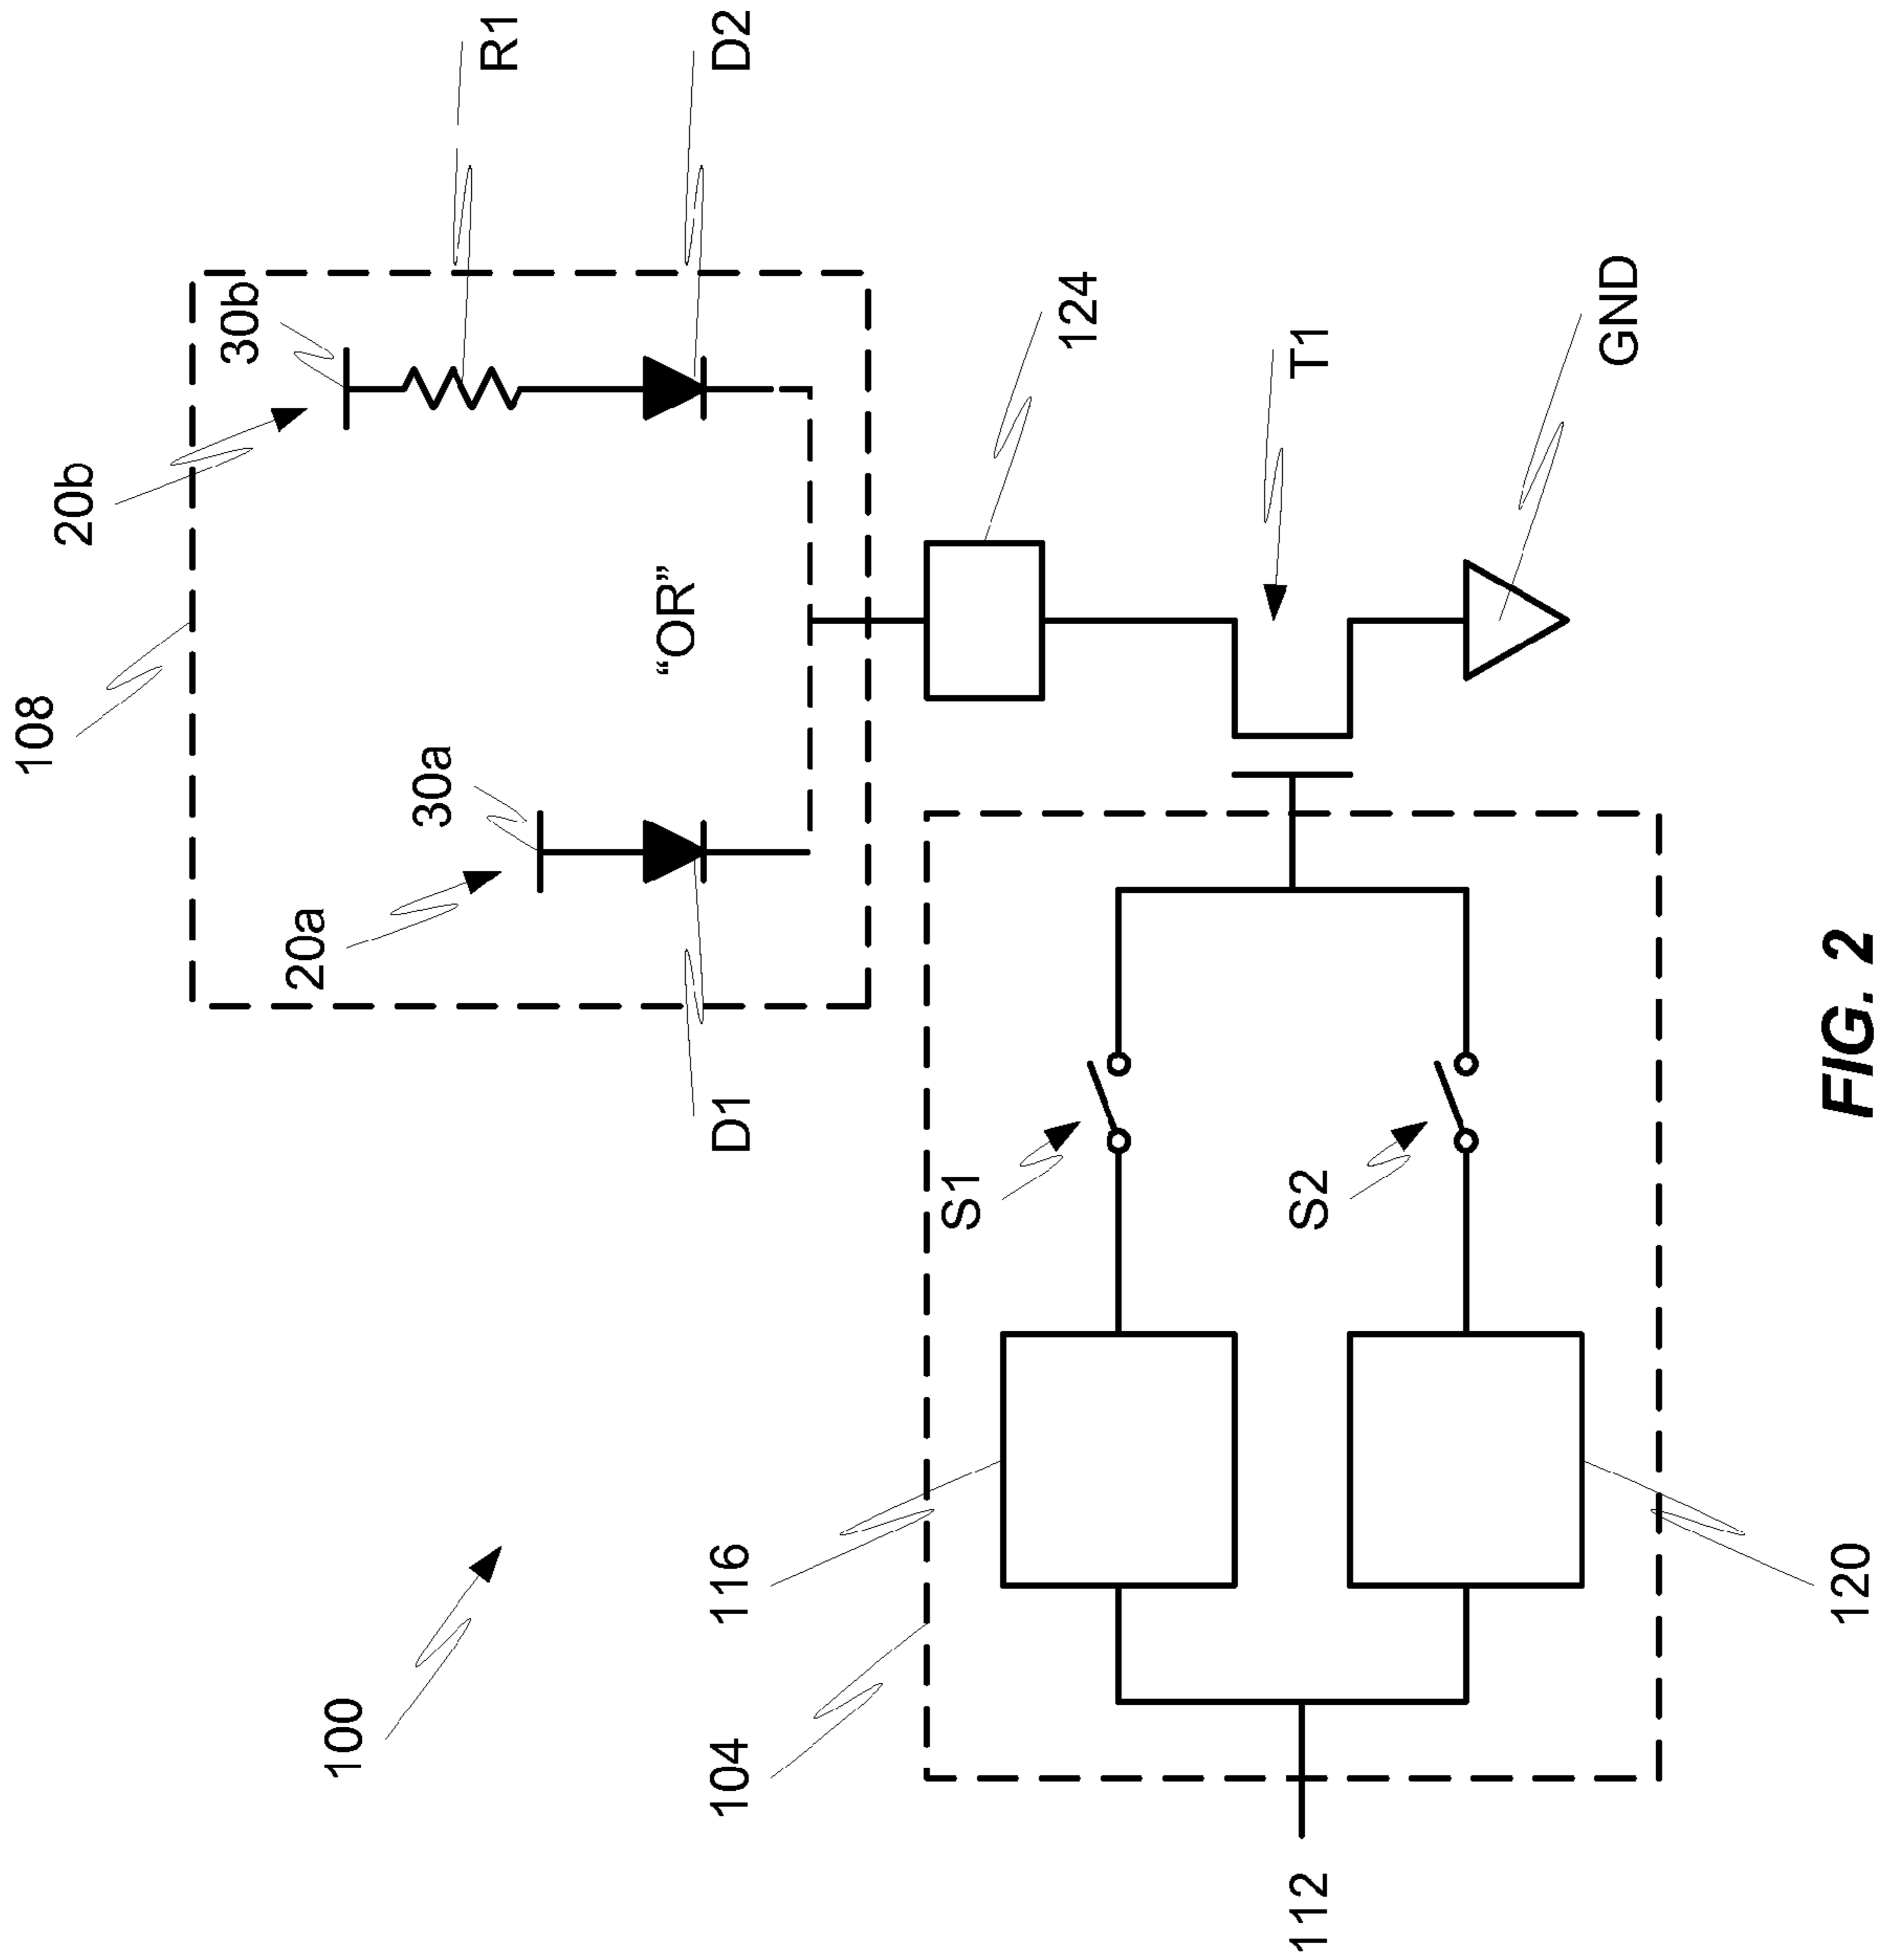 108
20b
30b
R1
D2
20a
30a
"OR"
D1
124
T1
GND
100
104
116
S1
S2
112
120
FIG. 2